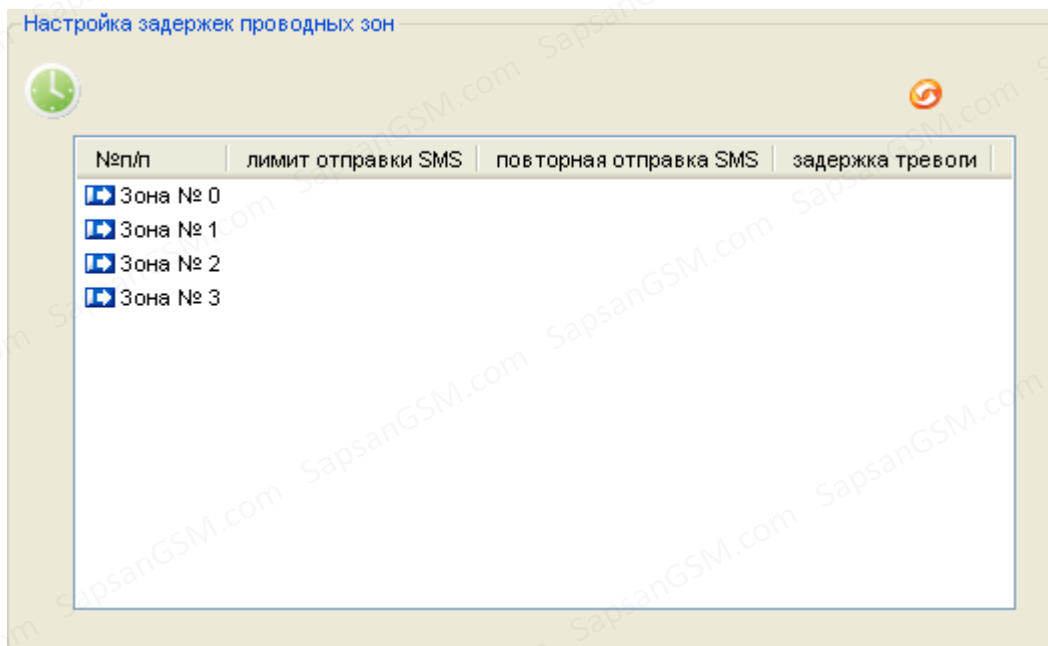 Настройка задержек проводных зон
№п/п лимит отправки SMS повторная отправка SMS задержка тревоги
Зона № 0
Зона № 1
Зона № 2
Зона № 3
SapsanGSM.com